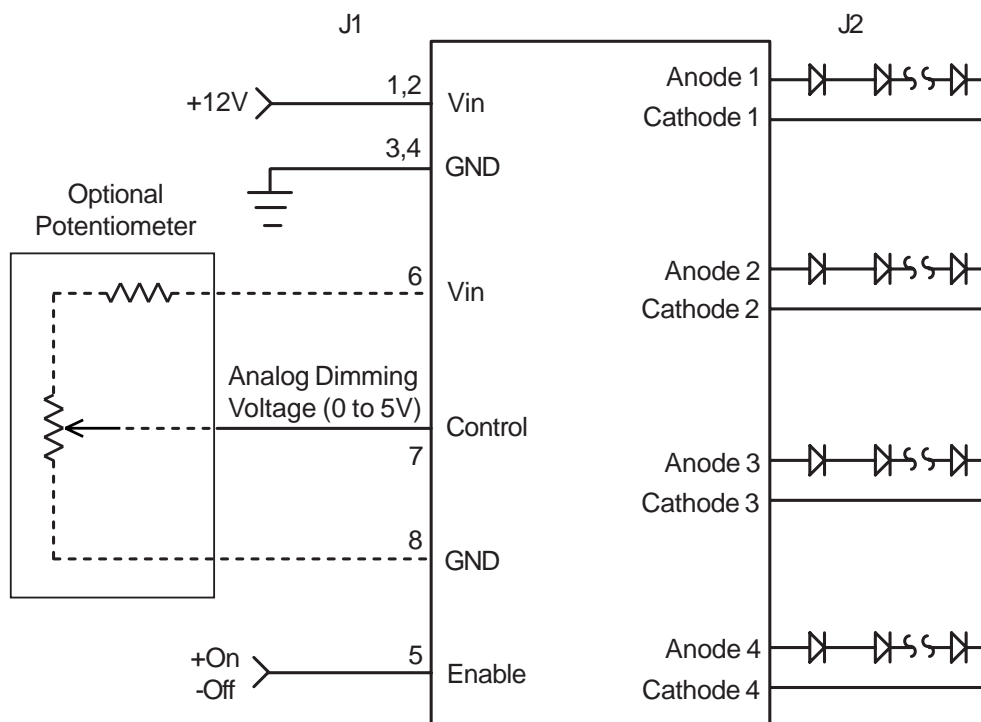 J1
J2
+12V
1,2
Vin
3,4
GND
Optional
Potentiometer
6
Vin
Analog Dimming
Voltage (0 to 5V)
Control
7
8
GND
+On
-Off
5
Enable
Anode 1
Cathode 1
Anode 2
Cathode 2
Anode 3
Cathode 3
Anode 4
Cathode 4